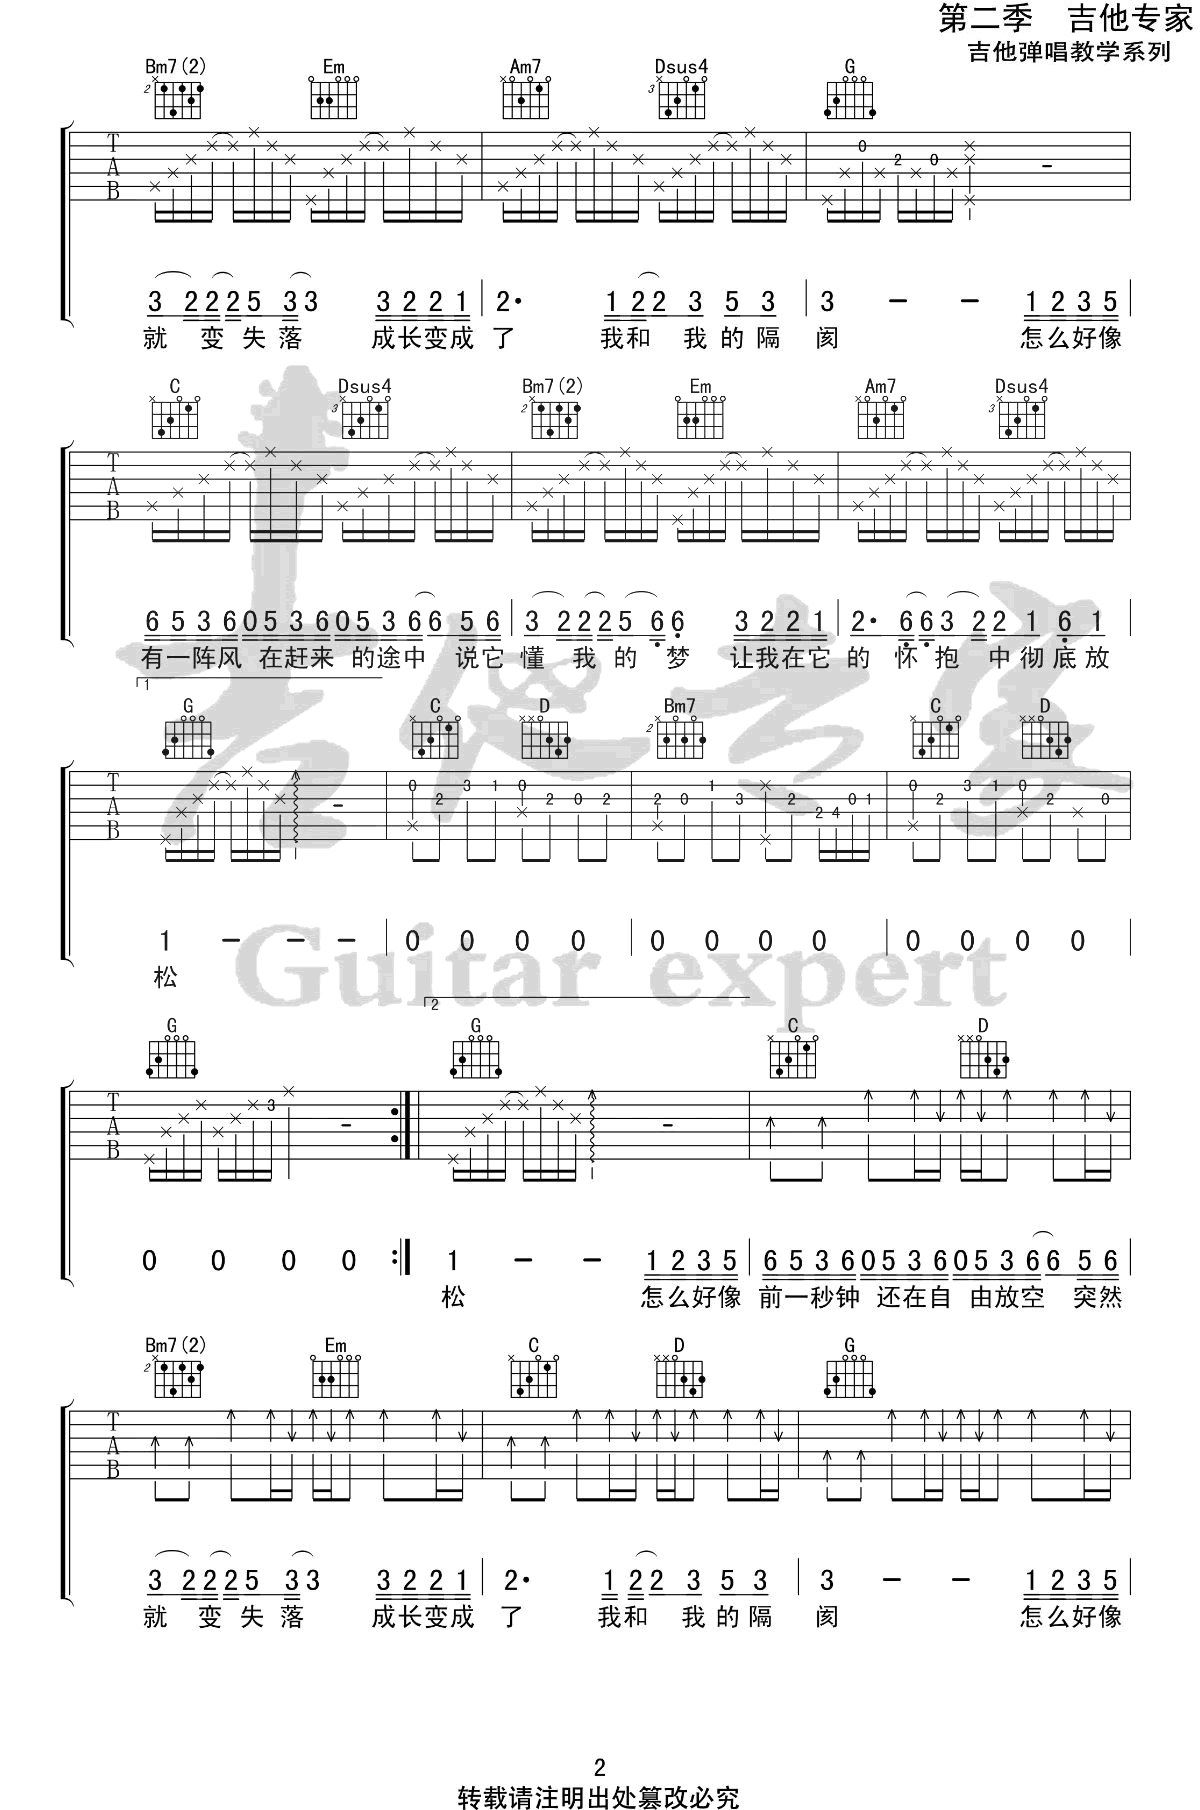 第二季 吉他专家
吉他弹唱教学系列
Bm7(2) Em Am7 Dsus4 G
2 3
T A B 0 2 0 -
3 2 2 2 5 3 3 3 2 2 1 2· 1 2 2 3 5 3 3 - - 1 2 3 5
就 变 失 落 成长变成 了 我和 我 的 隔 阂 怎么好像
C Dsus4 Bm7(2) Em Am7 Dsus4
3 2 3
T A B
6 5 3 6 0 5 3 6 0 5 3 6 6 5 6 3 2 2 2 5 6 6 3 2 2 1 2· 6 6 3 2 2 1 6 1
有一阵风 在赶来 的途中 说它 懂 我 的 梦 让我在它 的 怀 抱 中彻底放
1
G C D Bm7 C D
2
T A B - 0 2 3 1 0 2 0 2 2 0 1 3 2 2 4 0 1 0 2 3 1 0 2 0
1 - - - 0 0 0 0 0 0 0 0 0 0 0 0
松
吉他专家
Guitar expert
2
G G C D
T A B 3 - -
0 0 0 0 1 - - 1 2 3 5 6 5 3 6 0 5 3 6 0 5 3 6 6 5 6
松 怎么好像 前一秒钟 还在自 由放空 突然
Bm7(2) Em C D G
2
T A B
3 2 2 2 5 3 3 3 2 2 1 2· 1 2 2 3 5 3 3 - - 1 2 3 5
就 变 失 落 成长变成 了 我和 我 的 隔 阂 怎么好像
2
转载请注明出处篡改必究